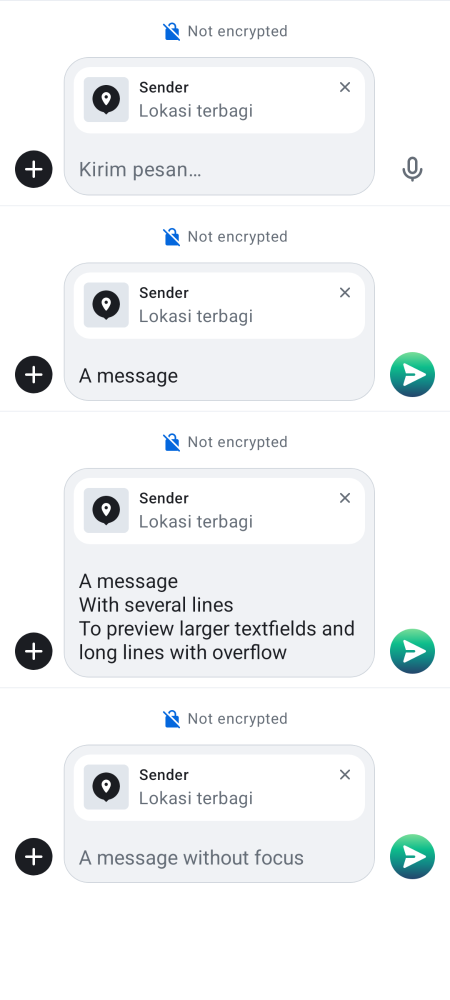 Not encrypted
Sender
Lokasi terbagi
Kirim pesan…
Not encrypted
Sender
Lokasi terbagi
A message
Not encrypted
Sender
Lokasi terbagi
A message
With several lines
To preview larger textfields and
long lines with overflow
Not encrypted
Sender
Lokasi terbagi
A message without focus